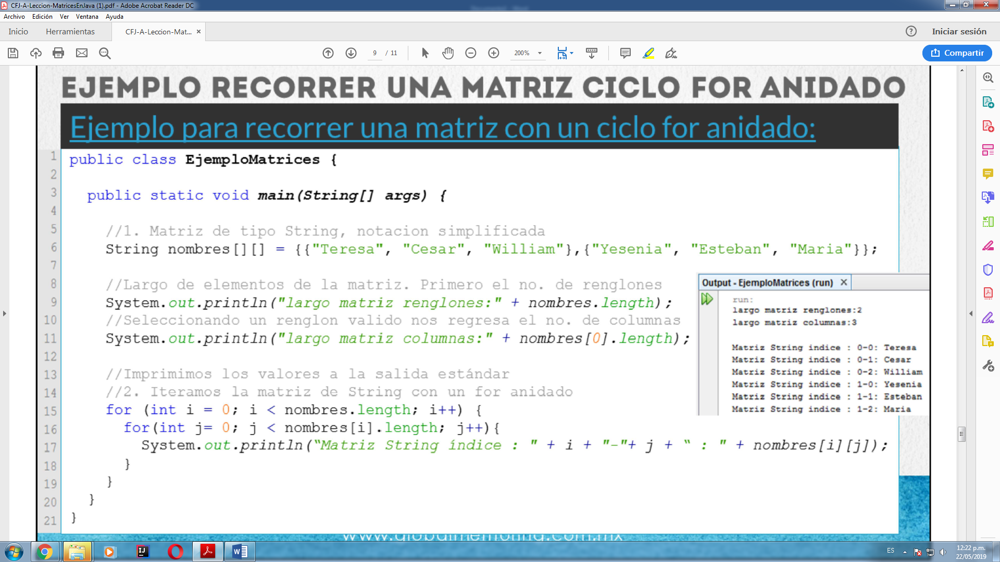 CFJ-A-Leccion-MatricesEnJava (1).pdf - Adobe Acrobat Reader DC
Archivo Edición Ver Ventana Ayuda
Inicio Herramientas CFJ-A-Leccion-Mat... × Iniciar sesión
9 / 11 200% Compartir
EJEMPLO RECORRER UNA MATRIZ CICLO FOR ANIDADO
Ejemplo para recorrer una matriz con un ciclo for anidado:
1 public class EjemploMatrices {
2
3 public static void main(String[] args) {
4
5 //1. Matriz de tipo String, notacion simplificada
6 String nombres[][] = {{"Teresa", "Cesar", "William"},{"Yesenia", "Esteban", "Maria"}};
7
8 //Largo de elementos de la matriz. Primero el no. de renglones
9 System.out.println("largo matriz renglones:" + nombres.length);
10 //Seleccionando un renglon valido nos regresa el no. de columnas
11 System.out.println("largo matriz columnas:" + nombres[0].length);
12
13 //Imprimimos los valores a la salida estándar
14 //2. Iteramos la matriz de String con un for anidado
15 for (int i = 0; i < nombres.length; i++) {
16 for(int j= 0; j < nombres[i].length; j++){
17 System.out.println(“Matriz String índice : " + i + "-"+ j + “ : " + nombres[i][j]);
18 }
19 }
20 }
21 }
Output - EjemploMatrices (run) ×
run:
largo matriz renglones:2
largo matriz columnas:3
Matriz String indice : 0-0: Teresa
Matriz String indice : 0-1: Cesar
Matriz String indice : 0-2: William
Matriz String indice : 1-0: Yesenia
Matriz String indice : 1-1: Esteban
Matriz String indice : 1-2: Maria
www.globalmentoring.com.mx
ES 12:22 p.m.
22/05/2019